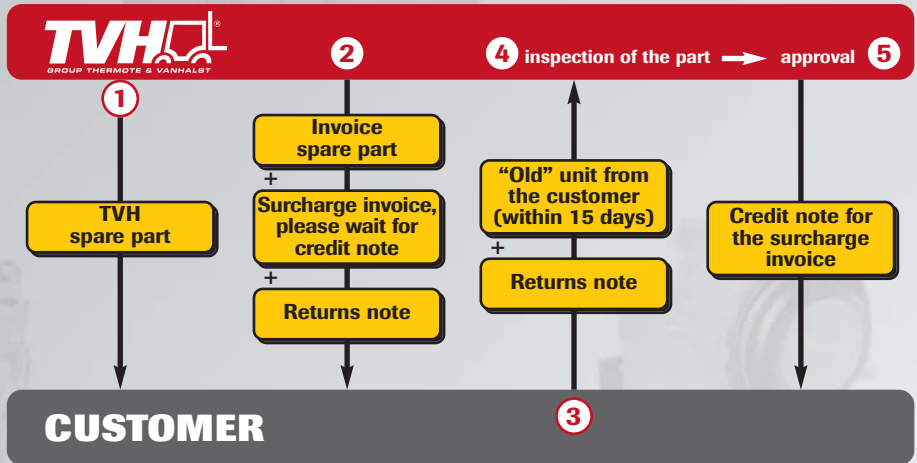 TVH®
GROUP THERMOTE & VANHALST
2
4 inspection of the part approval 5
1
Invoice
spare part
+
Surcharge invoice,
please wait for
credit note
+
Returns note
TVH
spare part
“Old” unit from
the customer
(within 15 days)
+
Returns note
Credit note for
the surcharge
invoice
3
CUSTOMER